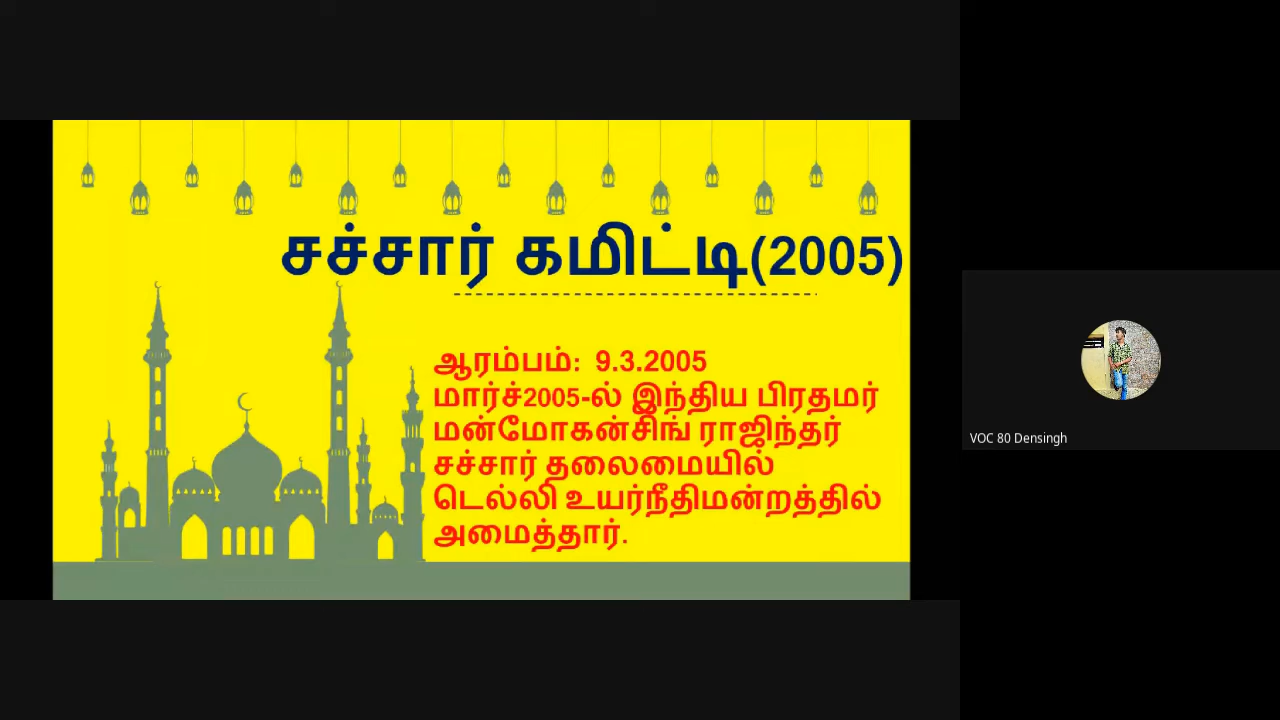 சச்சார் கமிட்டி(2005)
ஆரம்பம்: 9.3.2005
மார்ச்2005-ல் இந்திய பிரதமர்
மன்மோகன்சிங் ராஜிந்தர்
சச்சார் தலைமையில்
டெல்லி உயர்நீதிமன்றத்தில்
அமைத்தார்.
VOC 80 Densingh